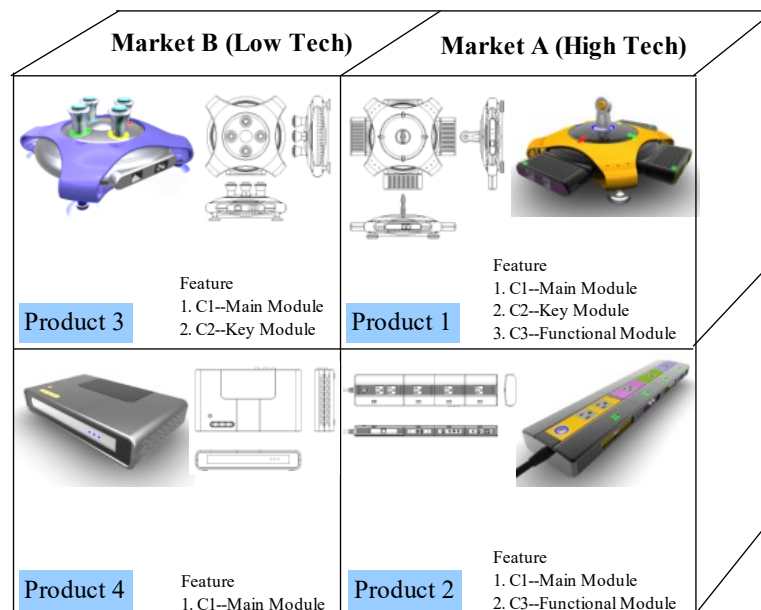 Market B (Low Tech)
Market A (High Tech)
Feature
1. C1--Main Module
2. C2--Key Module
Product 3
Feature
1. C1--Main Module
2. C2--Key Module
3. C3--Functional Module
Product 1
Feature
1. C1--Main Module
Product 4
Feature
1. C1--Main Module
2. C3--Functional Module
Product 2